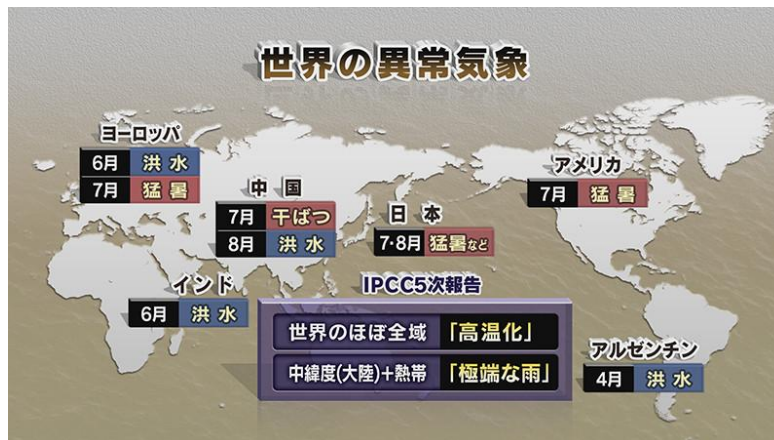 世界の異常気象
ヨーロッパ
6月 洪水
7月 猛暑
中国
7月 干ばつ
8月 洪水
日本
7・8月 猛暑など
アメリカ
7月 猛暑
インド
6月 洪水
IPCC5次報告
世界のほぼ全域 「高温化」
中緯度(大陸)+熱帯 「極端な雨」
アルゼンチン
4月 洪水